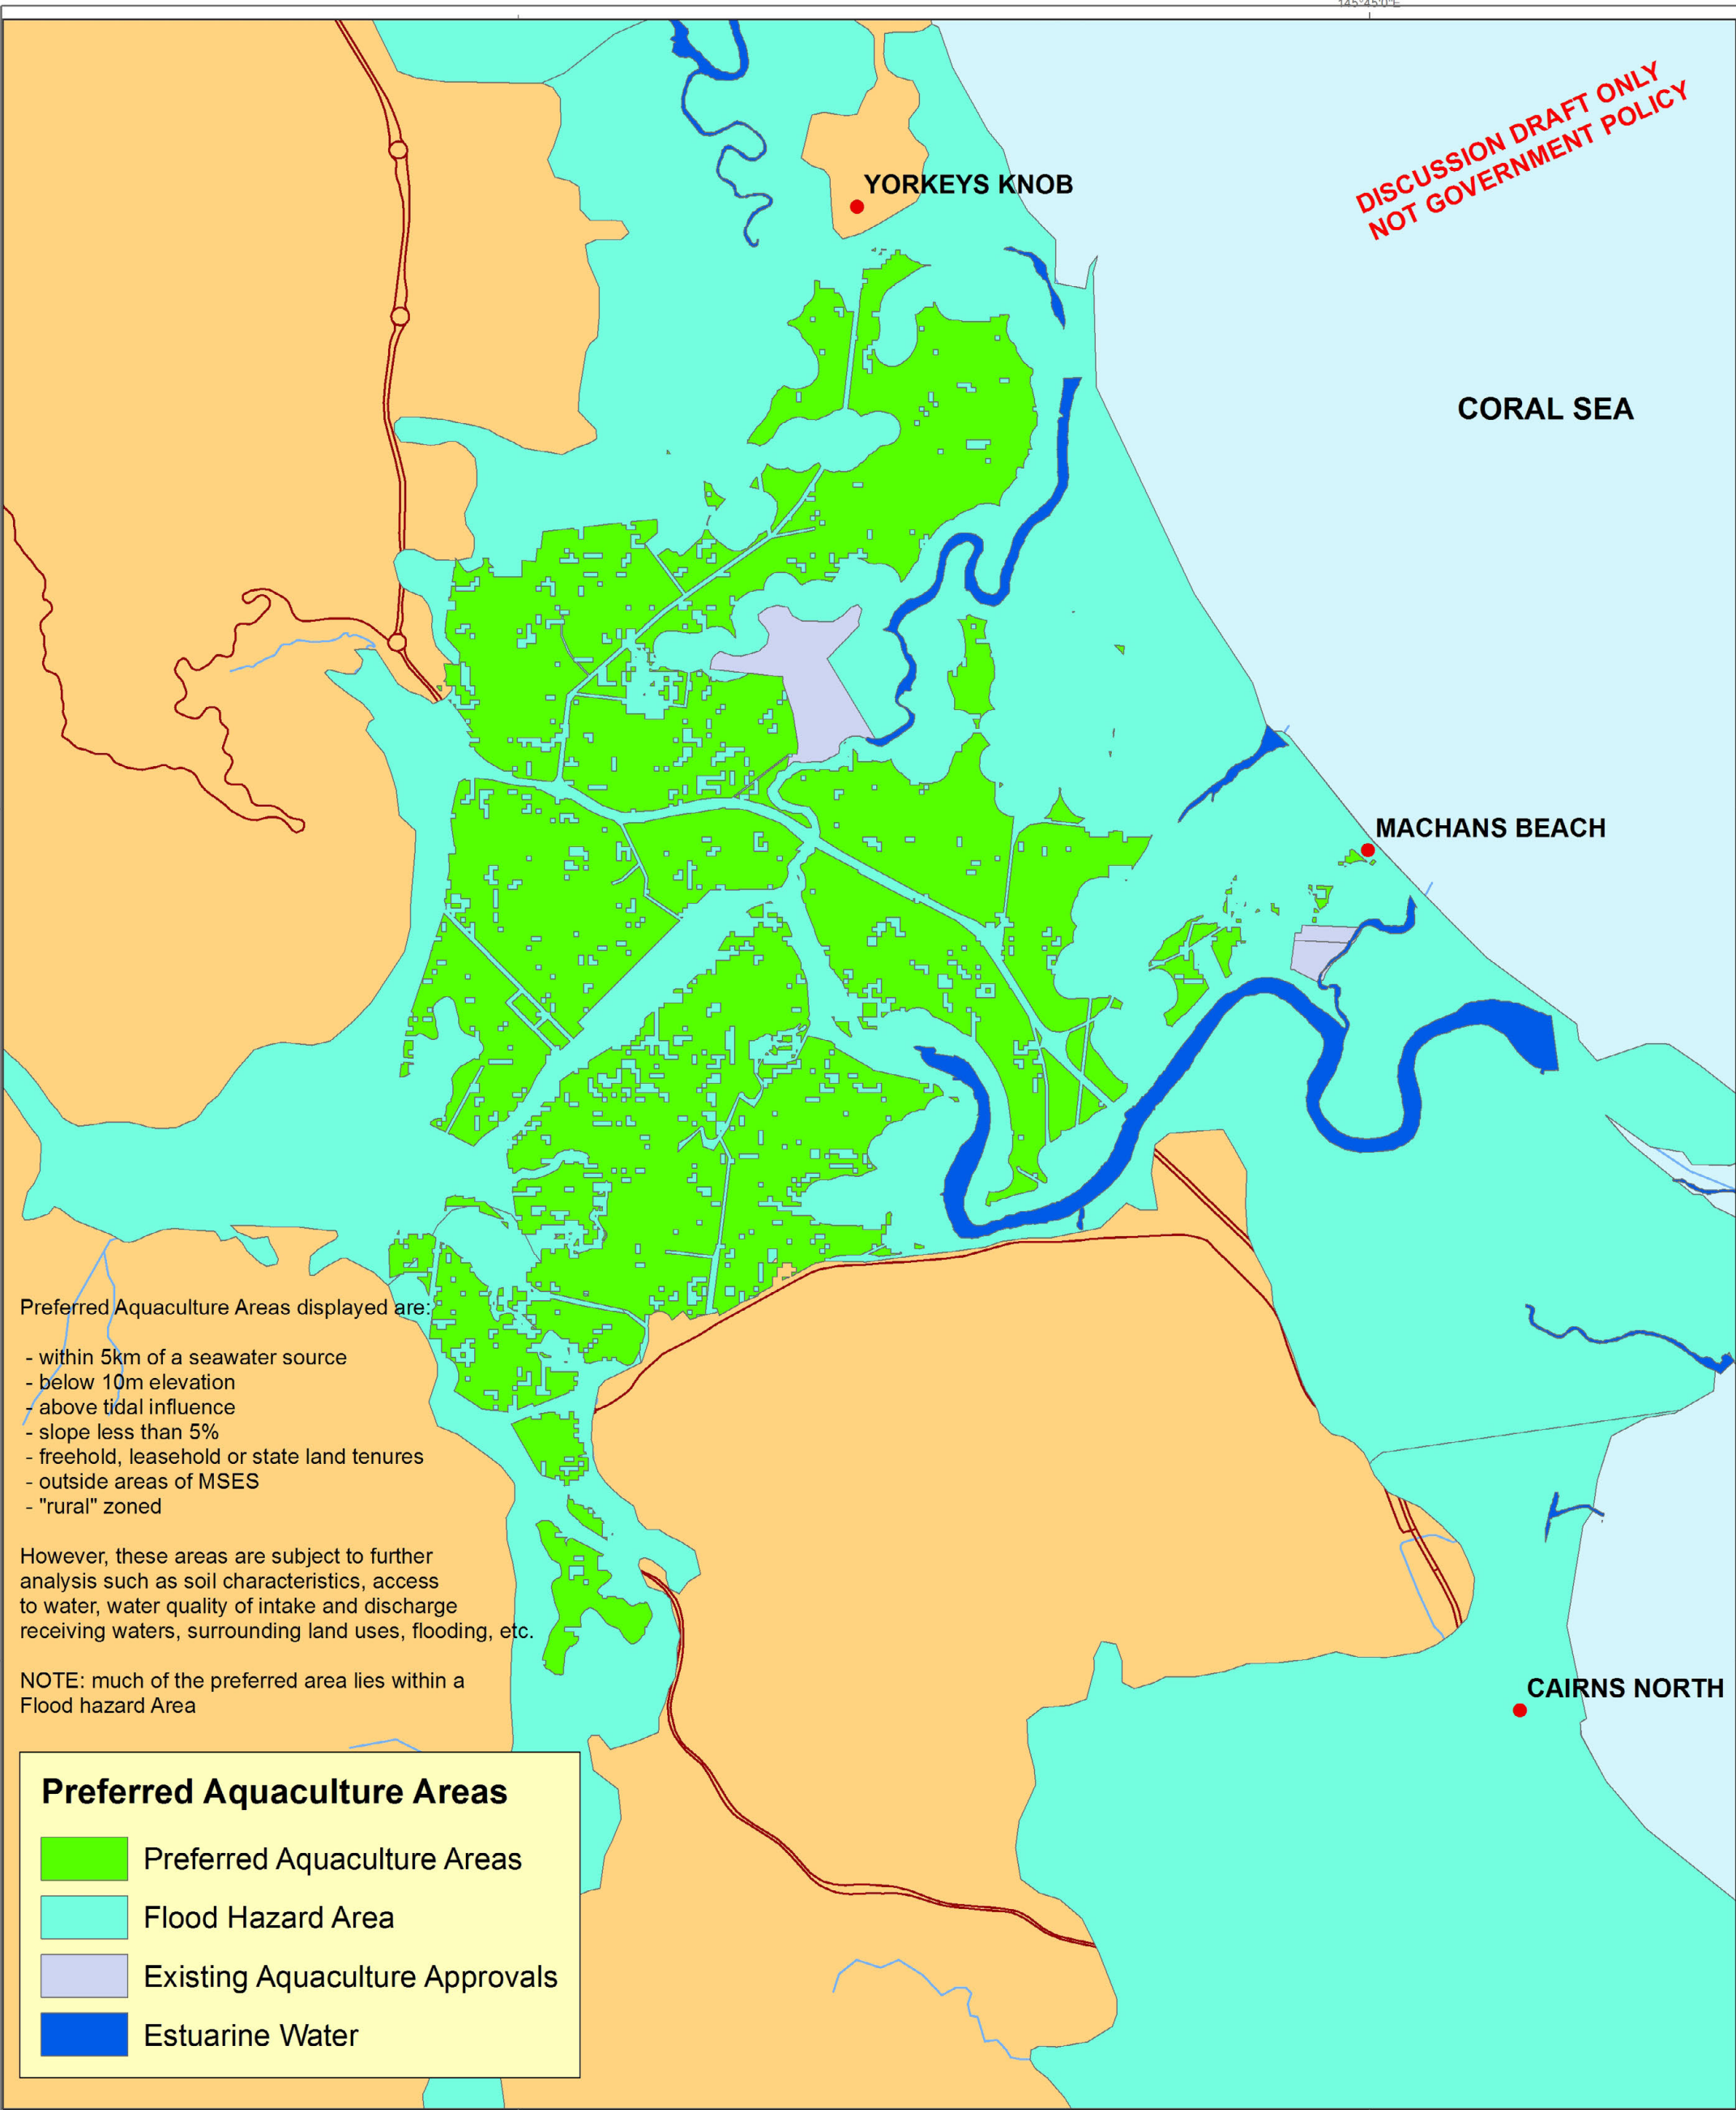 145°45'0"E
DISCUSSION DRAFT ONLY
NOT GOVERNMENT POLICY
YORKEYS KNOB
CORAL SEA
MACHANS BEACH
Preferred Aquaculture Areas displayed are:
- within 5km of a seawater source
- below 10m elevation
- above tidal influence
- slope less than 5%
- freehold, leasehold or state land tenures
- outside areas of MSES
- "rural" zoned
However, these areas are subject to further
analysis such as soil characteristics, access
to water, water quality of intake and discharge
receiving waters, surrounding land uses, flooding, etc.
NOTE: much of the preferred area lies within a
Flood hazard Area
CAIRNS NORTH
Preferred Aquaculture Areas
Preferred Aquaculture Areas
Flood Hazard Area
Existing Aquaculture Approvals
Estuarine Water